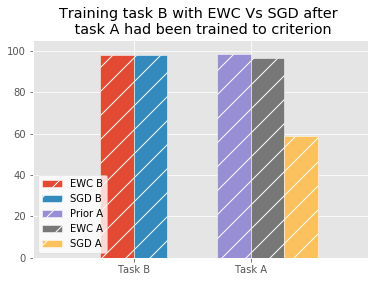 Training task B with EWC Vs SGD after
task A had been trained to criterion
100
80
60
40
20
0
EWC B
SGD B
Prior A
EWC A
SGD A
Task B
Task A